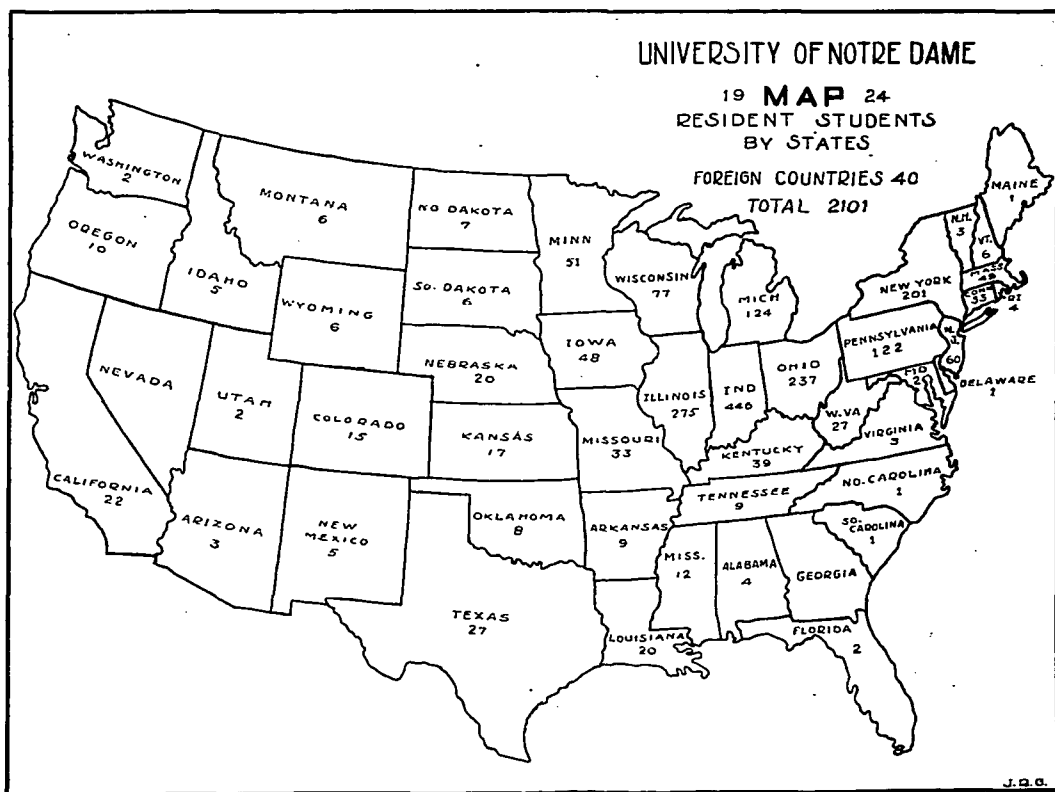 UNIVERSITY OF NOTRE DAME
19 MAP 24
RESIDENT STUDENTS
BY STATES
FOREIGN COUNTRIES 40
TOTAL 2101
WASHINGTON
2
OREGON
10
IDAHO
5
MONTANA
6
WYOMING
6
NO DAKOTA
7
SO. DAKOTA
6
NEBRASKA
20
KANSAS
17
MINN
51
IOWA
48
MISSOURI
33
WISCONSIN
77
MICH
124
ILLINOIS
275
IND
446
OHIO
237
KENTUCKY
39
TENNESSEE
9
NEVADA
UTAH
2
COLORADO
15
CALIFORNIA
22
ARIZONA
3
NEW
MEXICO
5
OKLAHOMA
8
TEXAS
27
ARKANSAS
9
LOUISIANA
20
MISS.
12
ALABAMA
4
GEORGIA
FLORIDA
2
SO.
CAROLINA
1
NO. CAROLINA
1
VIRGINIA
3
W.VA
27
MD
DELAWARE
1
PENNSYLVANIA
122
N.
J.
60
NEW YORK
201
CONN
33
RI
4
MASS
N.H.
3
VT.
6
MAINE
1